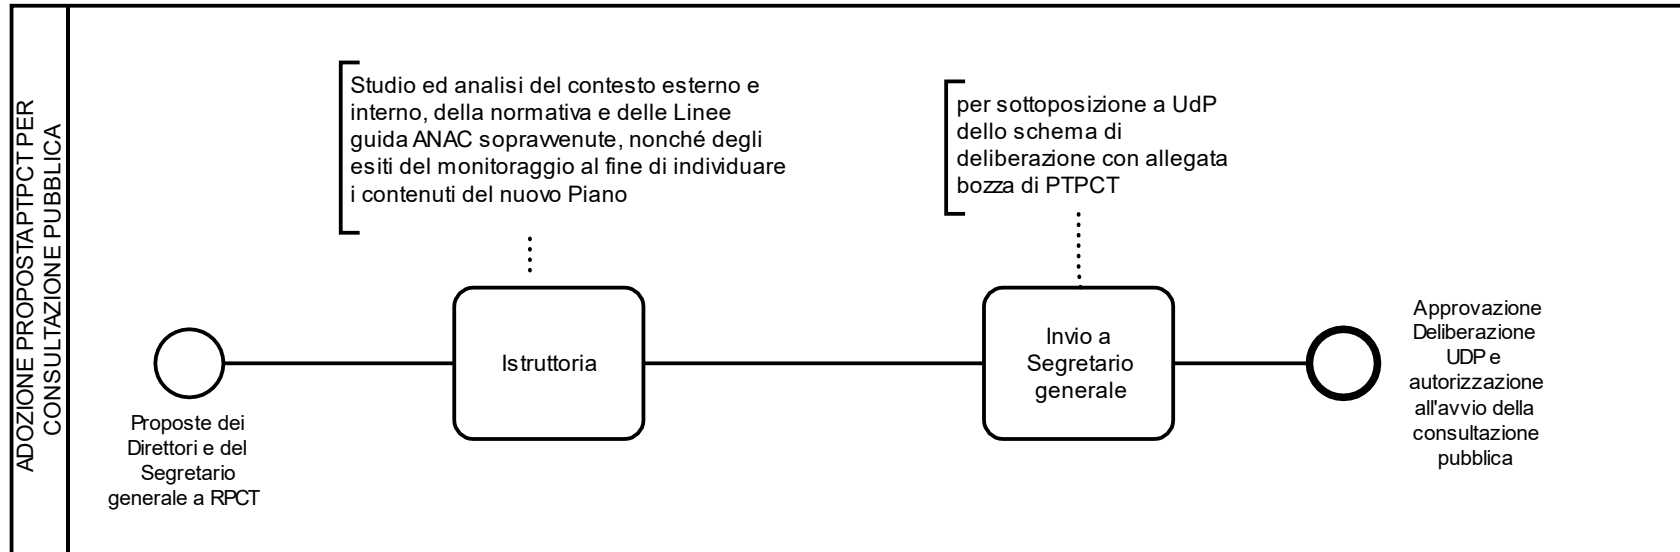 ADOZIONE PROPOSTA PTPCT PER
CONSULTAZIONE PUBBLICA
Studio ed analisi del contesto esterno e
interno, della normativa e delle Linee
guida ANAC sopravvenute, nonché degli
esiti del monitoraggio al fine di individuare
i contenuti del nuovo Piano
per sottoposizione a UdP
dello schema di
deliberazione con allegata
bozza di PTPCT
Proposte dei
Direttori e del
Segretario
generale a RPCT
Istruttoria
Invio a
Segretario
generale
Approvazione
Deliberazione
UDP e
autorizzazione
all'avvio della
consultazione
pubblica